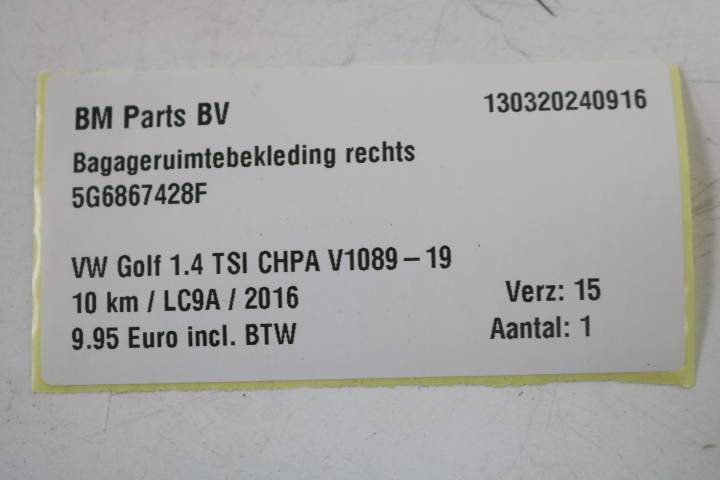 BM Parts BV 130320240916
Bagageruimtebekleding rechts
5G6867428F
VW Golf 1.4 TSI CHPA V1089-19
10 km / LC9A / 2016 Verz: 15
9.95 Euro incl. BTW Aantal: 1